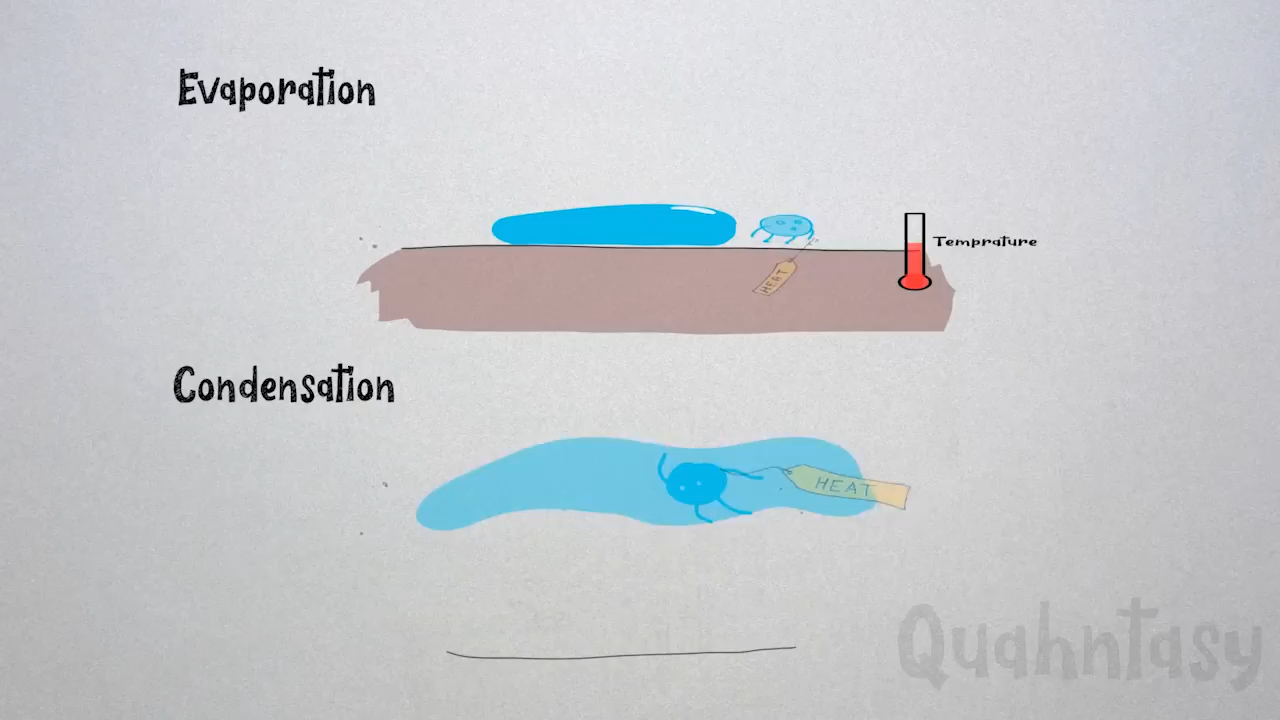 Evaporation
Temprature
HEAT
Condensation
HEAT
Quahntasy